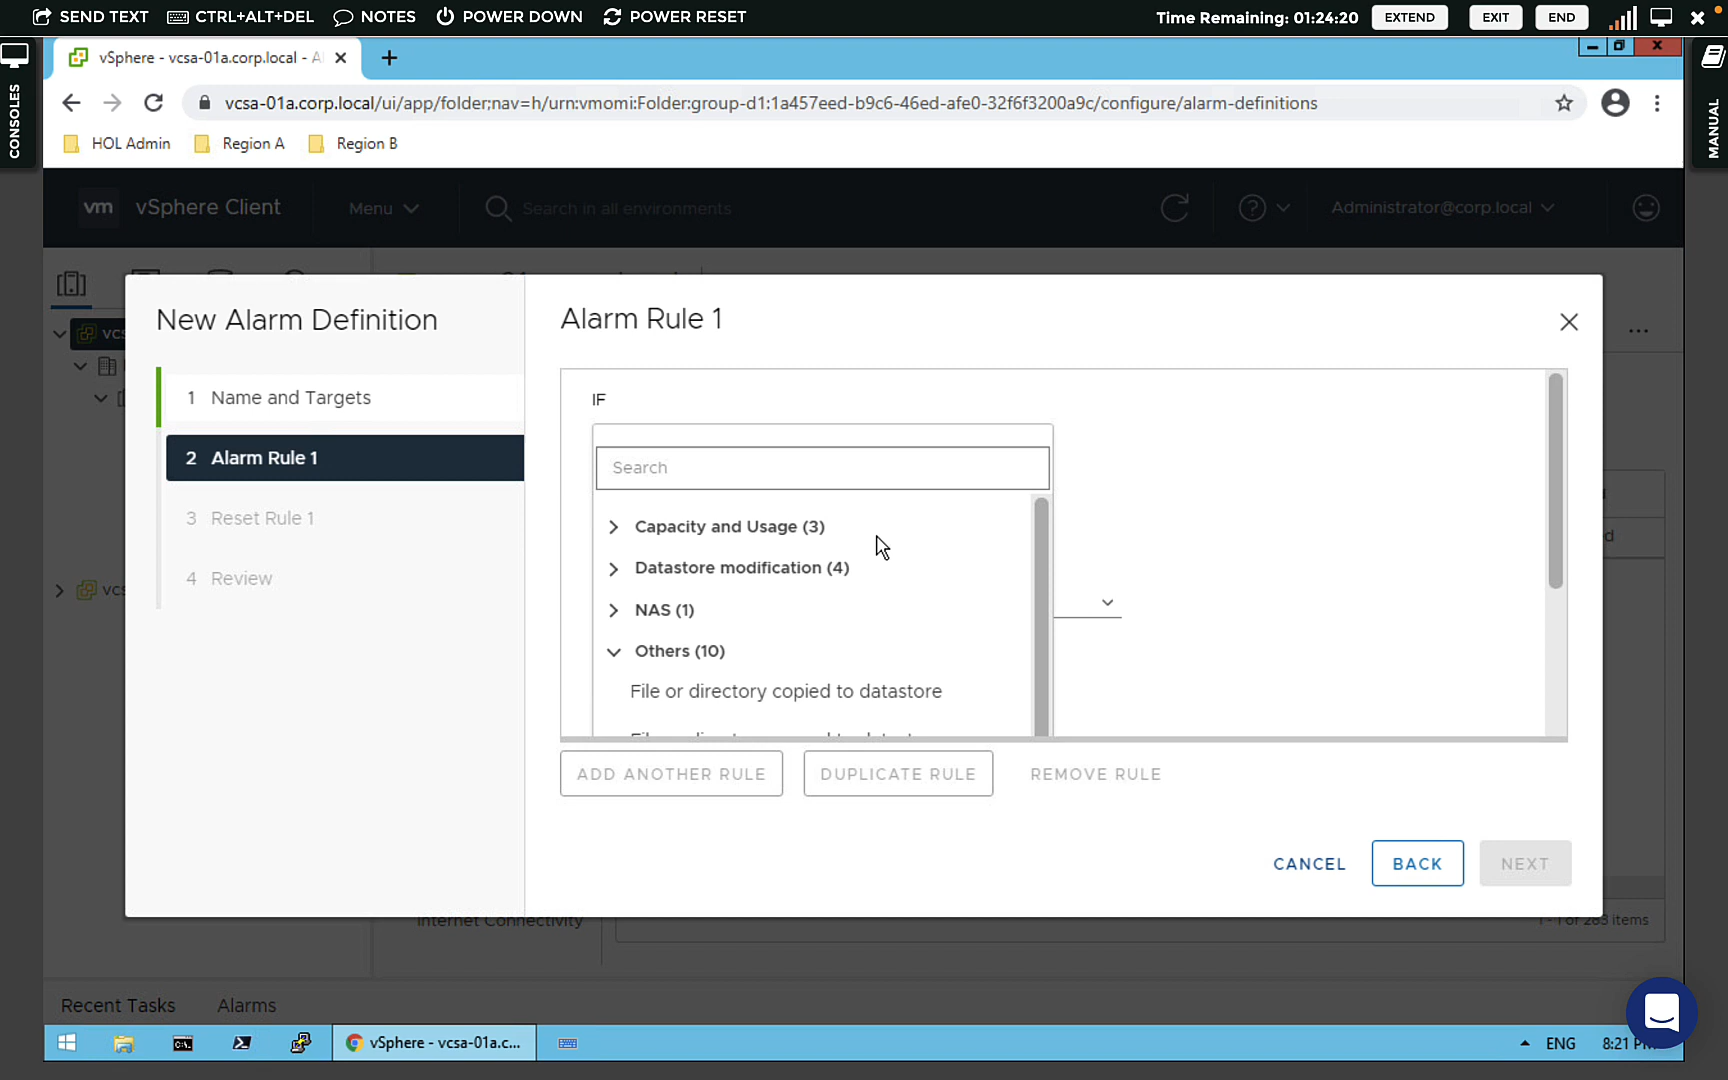 SEND TEXT CTRL+ALT+DEL NOTES POWER DOWN POWER RESET Time Remaining: 01:24:20 EXTEND EXIT END
CONSOLES
MANUAL
vSphere - vcsa-01a.corp.local - Al
vcsa-01a.corp.local/ui/app/folder;nav=h/urn:vmomi:Folder:group-d1:1a457eed-b9c6-46ed-afe0-32f6f3200a9c/configure/alarm-definitions
HOL Admin Region A Region B
vm vSphere Client Menu Search in all environments Administrator@corp.local
New Alarm Definition
1 Name and Targets
2 Alarm Rule 1
3 Reset Rule 1
4 Review
Alarm Rule 1
IF
Search
Capacity and Usage (3)
Datastore modification (4)
NAS (1)
Others (10)
File or directory copied to datastore
ADD ANOTHER RULE DUPLICATE RULE REMOVE RULE
CANCEL BACK NEXT
vcs
vcs
Internet Connectivity
items
Recent Tasks Alarms
vSphere - vcsa-01a.c...
ENG 8:21